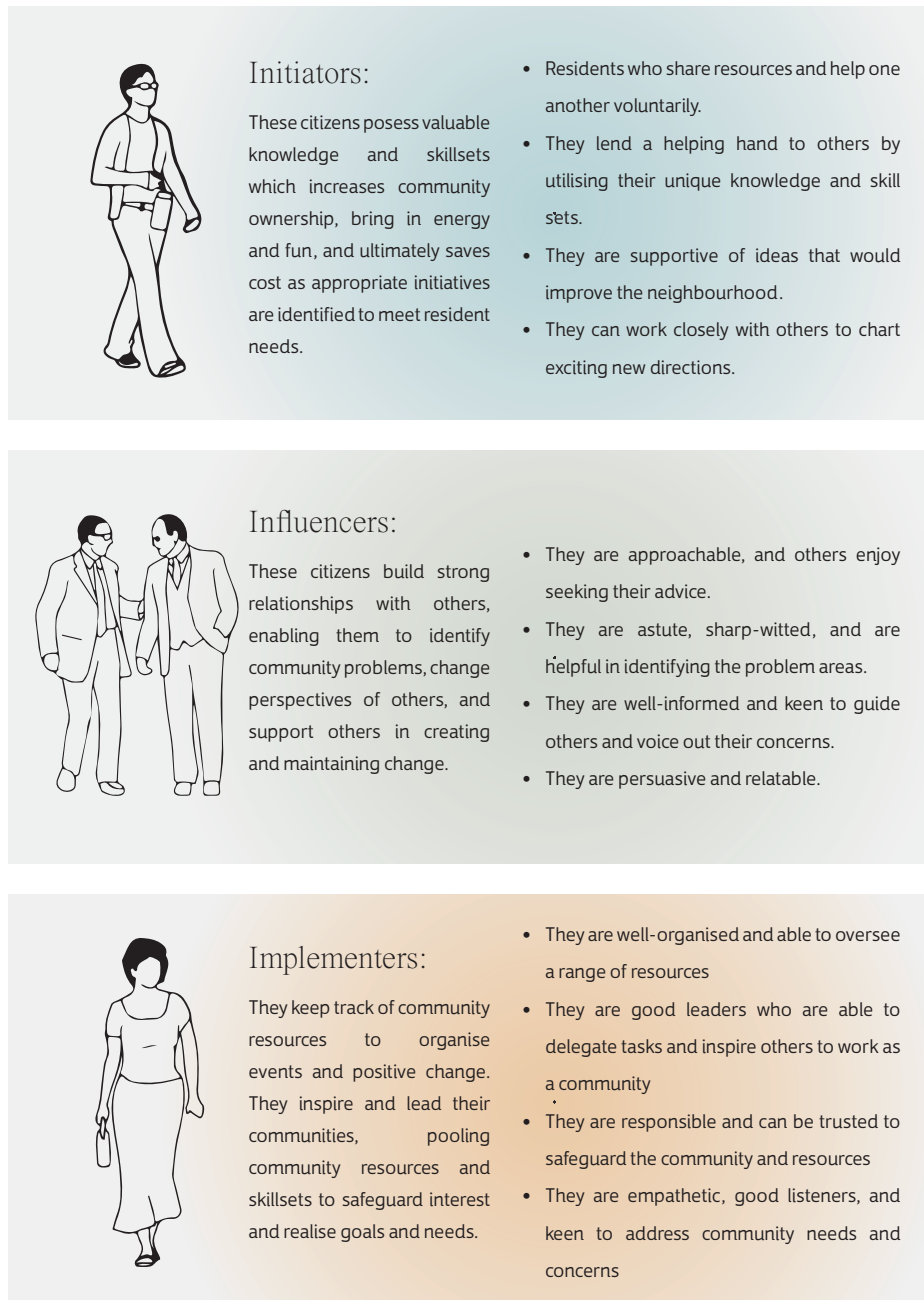 Initiators:
These citizens posess valuable
knowledge and skillsets
which increases community
ownership, bring in energy
and fun, and ultimately saves
cost as appropriate initiatives
are identified to meet resident
needs.
• Residents who share resources and help one
another voluntarily.
• They lend a helping hand to others by
utilising their unique knowledge and skill
sets.
• They are supportive of ideas that would
improve the neighbourhood.
• They can work closely with others to chart
exciting new directions.
Influencers:
These citizens build strong
relationships with others,
enabling them to identify
community problems, change
perspectives of others, and
support others in creating
and maintaining change.
• They are approachable, and others enjoy
seeking their advice.
• They are astute, sharp-witted, and are
helpful in identifying the problem areas.
• They are well-informed and keen to guide
others and voice out their concerns.
• They are persuasive and relatable.
Implementers:
They keep track of community
resources to organise
events and positive change.
They inspire and lead their
communities, pooling
community resources and
skillsets to safeguard interest
and realise goals and needs.
• They are well-organised and able to oversee
a range of resources
• They are good leaders who are able to
delegate tasks and inspire others to work as
a community
• They are responsible and can be trusted to
safeguard the community and resources
• They are empathetic, good listeners, and
keen to address community needs and
concerns